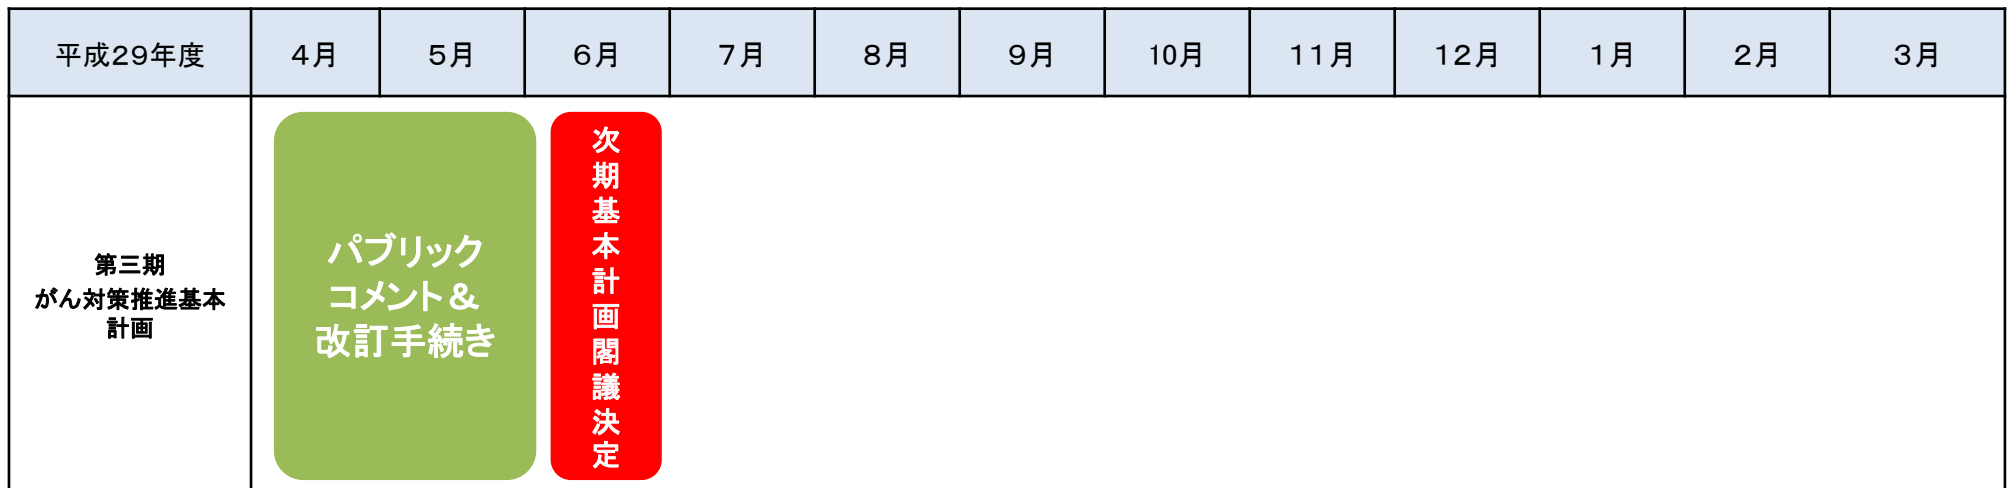 平成29年度 4月 5月 6月 7月 8月 9月 10月 11月 12月 1月 2月 3月
第三期
がん対策推進基本
計画
パブリック
コメント＆
改訂手続き
次期基本計画閣議決定